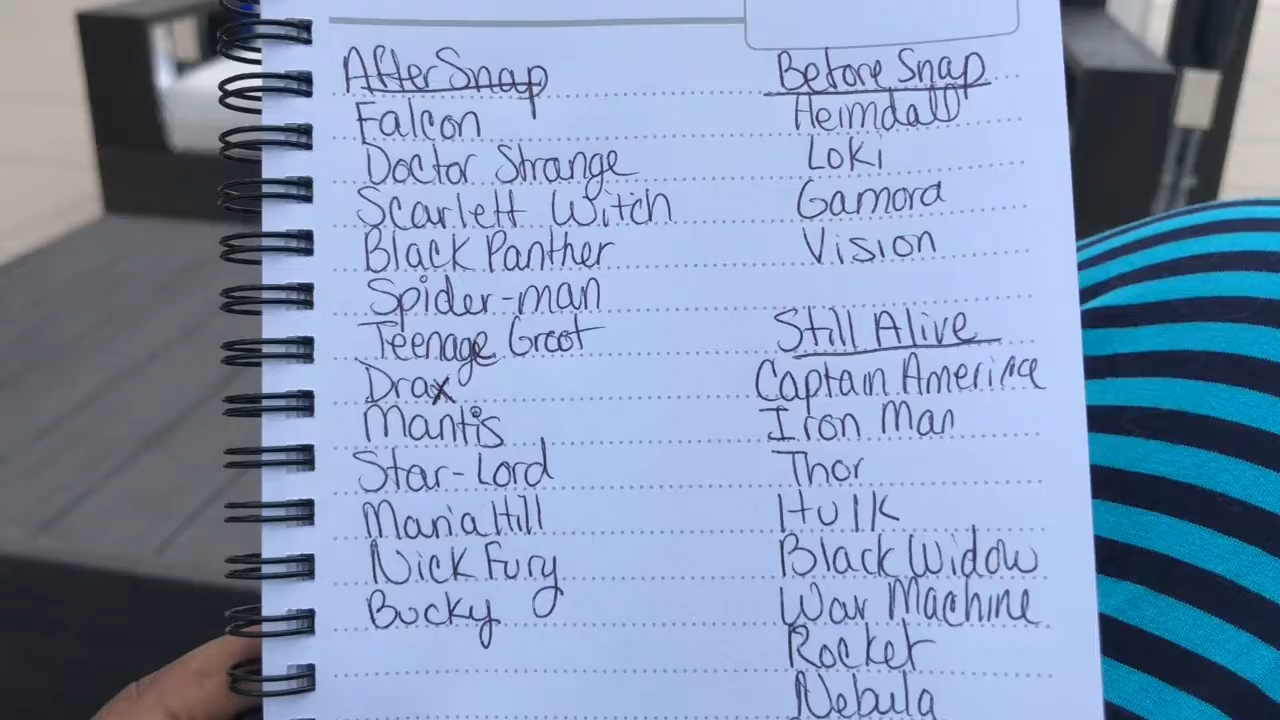 After Snap
Falcon
Doctor Strange
Scarlett Witch
Black Panther
Spider-man
Teenage Groot
Drax
Mantis
Star-Lord
Maria Hill
Nick Fury
Bucky
Before Snap
Heimdall
Loki
Gamora
Vision
Still Alive
Captain America
Iron Man
Thor
Hulk
Black Widow
War Machine
Rocket
Nebula